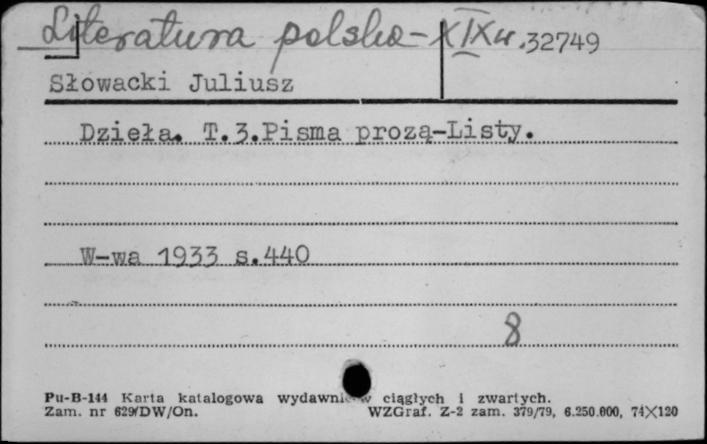 Literatura polska-XIXw. 32749
Słowacki Juliusz
Dzieła. T.3.Pisma prozą-Listy.
W-wa 1933 s.440
8
Pu-B-144 Karta katalogowa wydawnictw ciągłych i zwartych.
Zam. nr 629/DW/On. WZGraf. Z-2 zam. 379/79, 6.250.000, 74X120